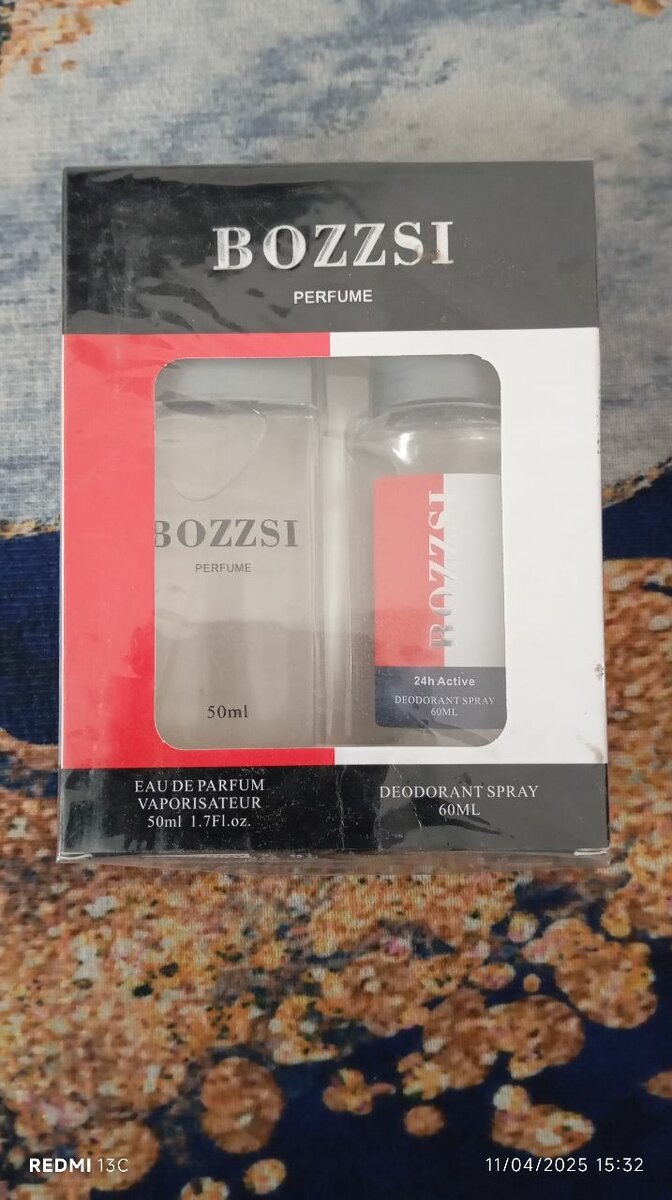 BOZZSI
PERFUME
BOZZSI
PERFUME
50ml
BOZZSI
24h Active
DEODORANT SPRAY
60ML
EAU DE PARFUM
VAPORISATEUR
50ml 1.7Fl.oz.
DEODORANT SPRAY
60ML
REDMI 13C
11/04/2025 15:32